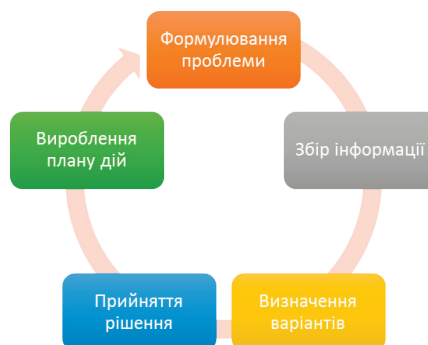 Формулювання
проблеми
Збір інформації
Визначення
варіантів
Прийняття
рішення
Вироблення
плану дій